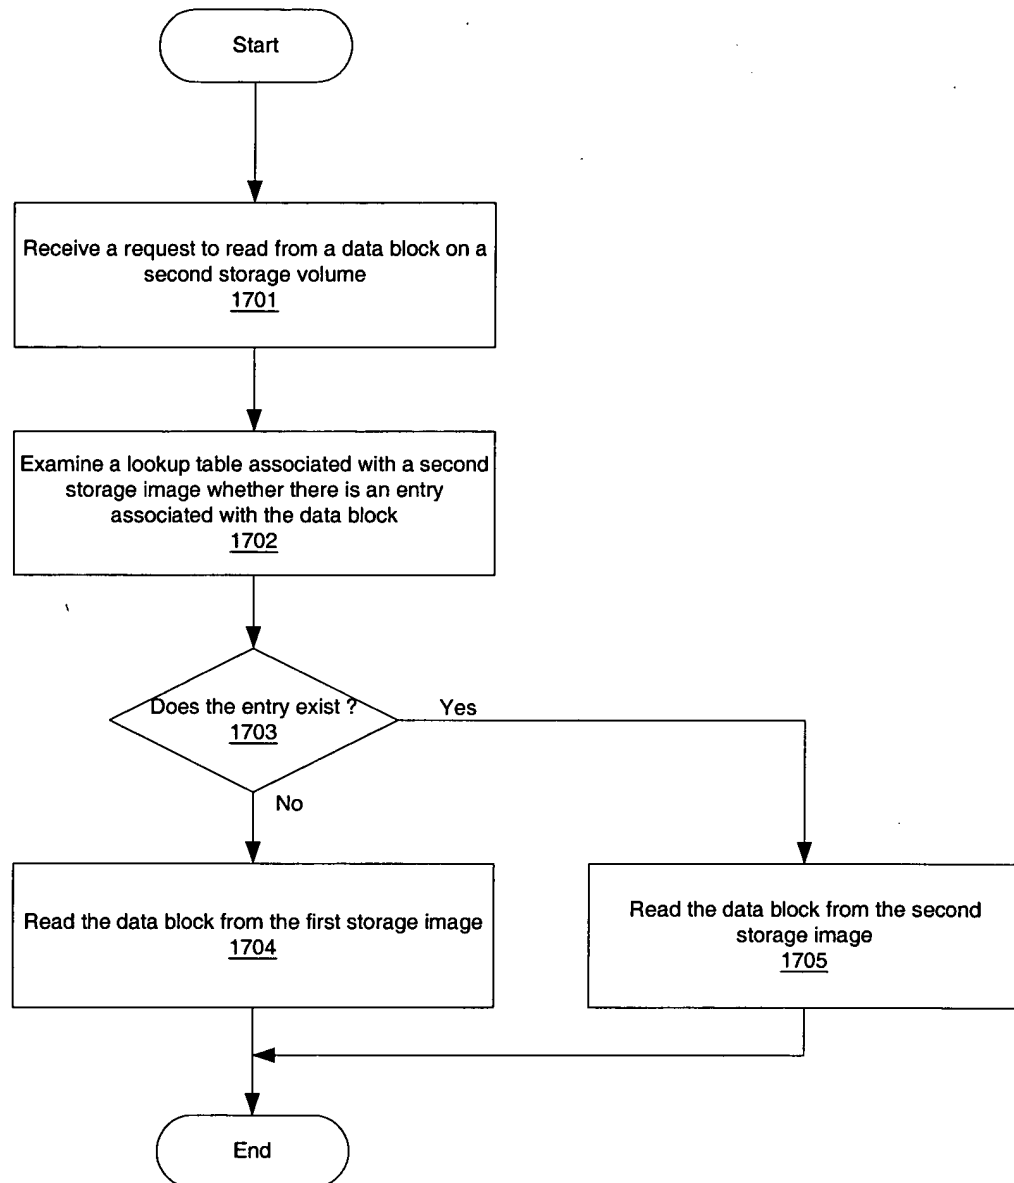 Start
Receive a request to read from a data block on a
second storage volume
1701
Examine a lookup table associated with a second
storage image whether there is an entry
associated with the data block
1702
Does the entry exist ?
1703
Yes
No
Read the data block from the first storage image
1704
Read the data block from the second
storage image
1705
End